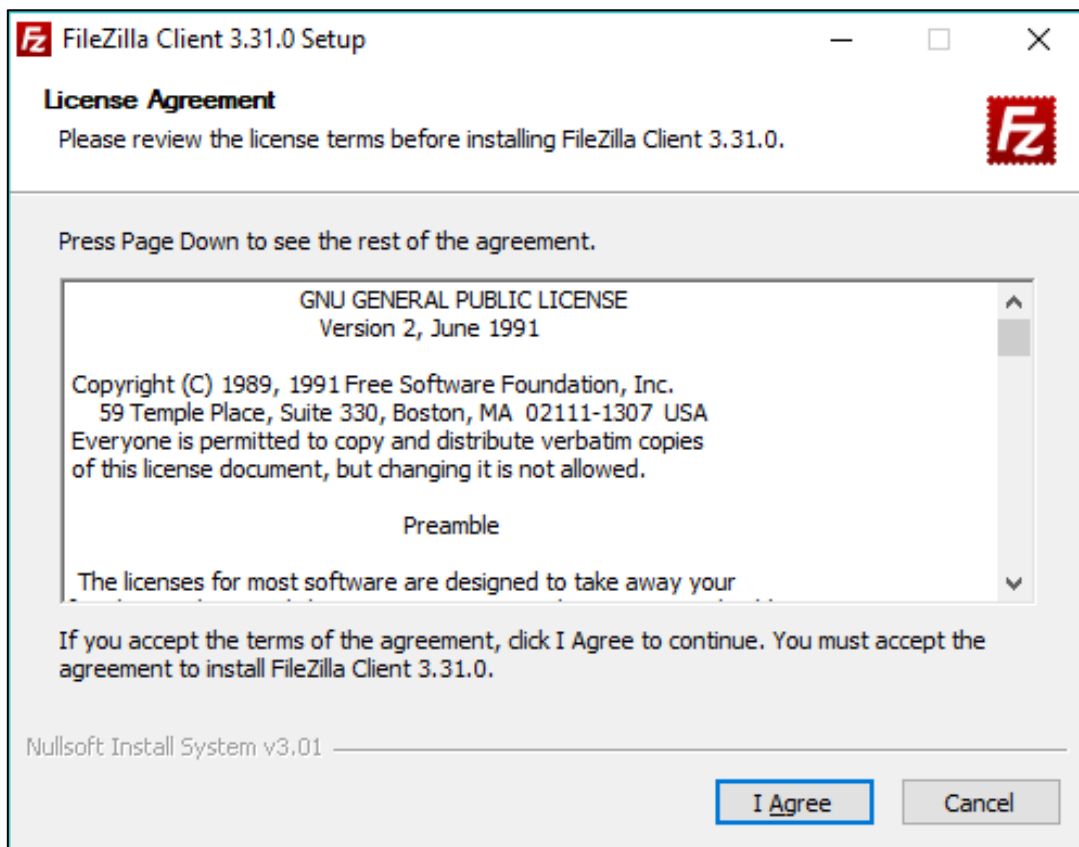 FileZilla Client 3.31.0 Setup
License Agreement
Please review the license terms before installing FileZilla Client 3.31.0.
Fz
Press Page Down to see the rest of the agreement.
GNU GENERAL PUBLIC LICENSE
Version 2, June 1991
Copyright (C) 1989, 1991 Free Software Foundation, Inc.
59 Temple Place, Suite 330, Boston, MA 02111-1307 USA
Everyone is permitted to copy and distribute verbatim copies
of this license document, but changing it is not allowed.
Preamble
The licenses for most software are designed to take away your
If you accept the terms of the agreement, click I Agree to continue. You must accept the
agreement to install FileZilla Client 3.31.0.
Nullsoft Install System v3.01
I Agree
Cancel